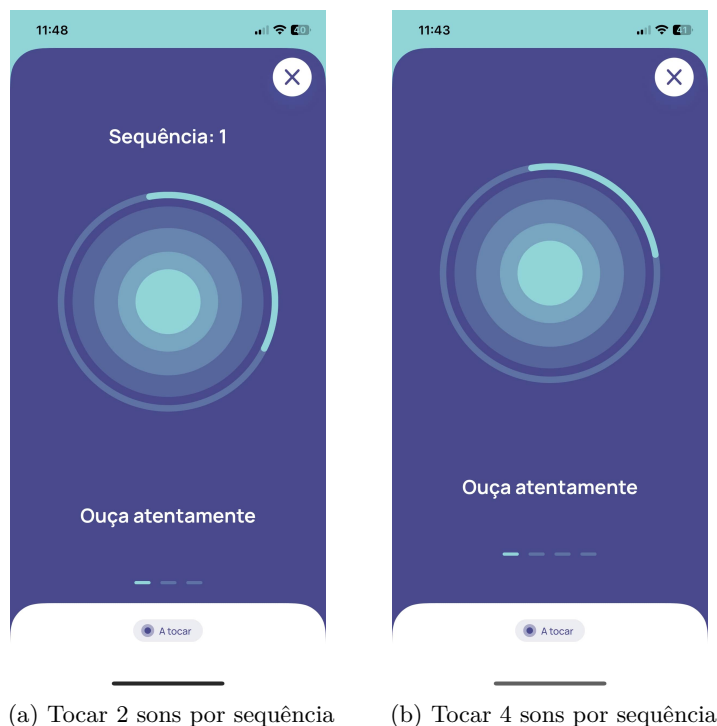 11:48
40
Sequência: 1
Ouça atentamente
A tocar
(a) Tocar 2 sons por sequência
11:43
41
Ouça atentamente
A tocar
(b) Tocar 4 sons por sequência